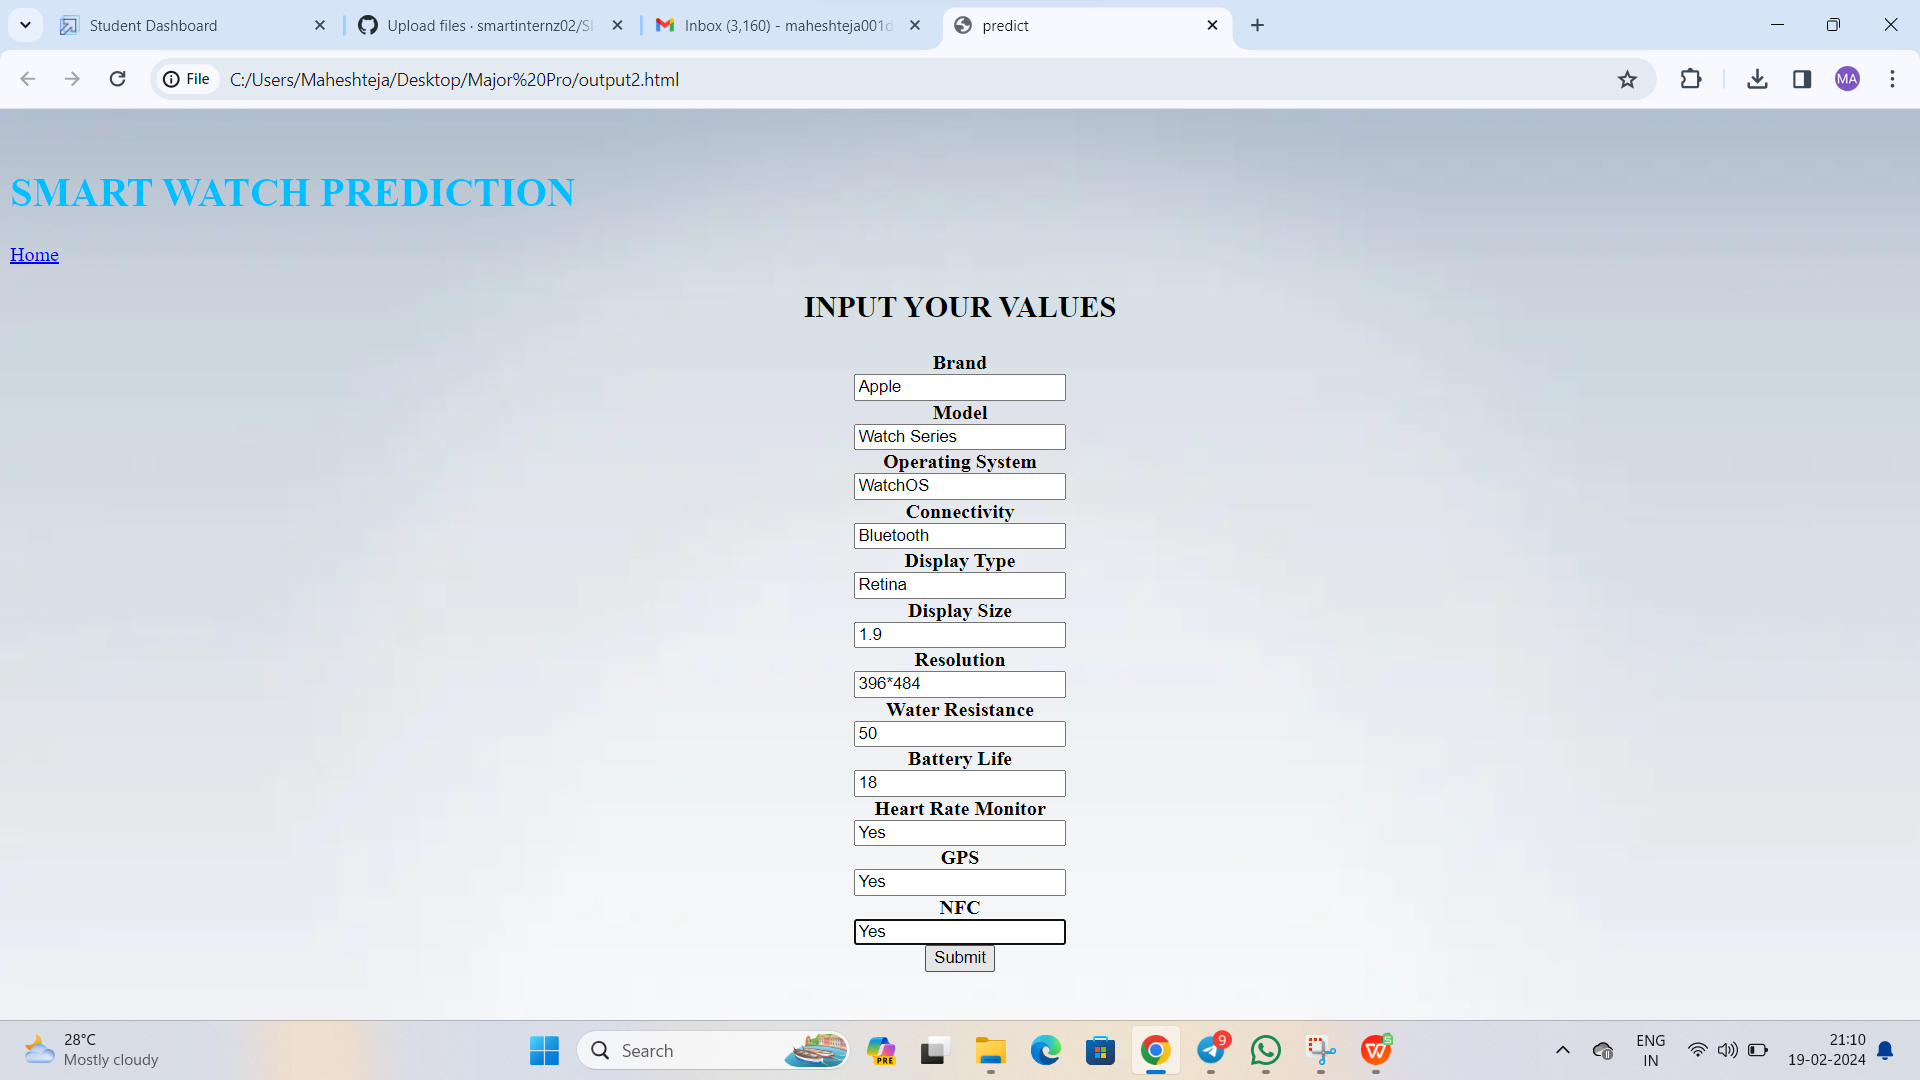 Student Dashboard
Upload files · smartinternz02/SI
Inbox (3,160) - maheshteja001d
predict
File
C:/Users/Maheshteja/Desktop/Major%20Pro/output2.html
MA
SMART WATCH PREDICTION
Home
INPUT YOUR VALUES
Brand
Apple
Model
Watch Series
Operating System
WatchOS
Connectivity
Bluetooth
Display Type
Retina
Display Size
1.9
Resolution
396*484
Water Resistance
50
Battery Life
18
Heart Rate Monitor
Yes
GPS
Yes
NFC
Yes
Submit
28°C
Mostly cloudy
Search
PRE
9
W
S
ENG
IN
21:10
19-02-2024